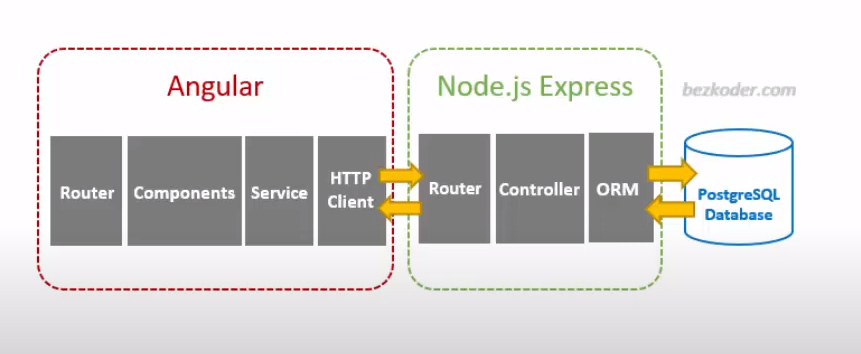 Angular
Node.js Express
bezkoder.com
Router
Components
Service
HTTP
Client
Router
Controller
ORM
PostgreSQL
Database